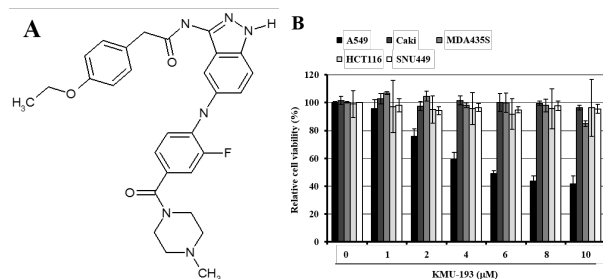 A
N
N
H
N
O
O
CH₃
N
F
O
N
N
CH₃
B
A549 Caki MDA435S
HCT116 SNU449
Relative cell viability (%)
120
100
80
60
40
20
0
0 1 2 4 6 8 10
KMU-193 (µM)